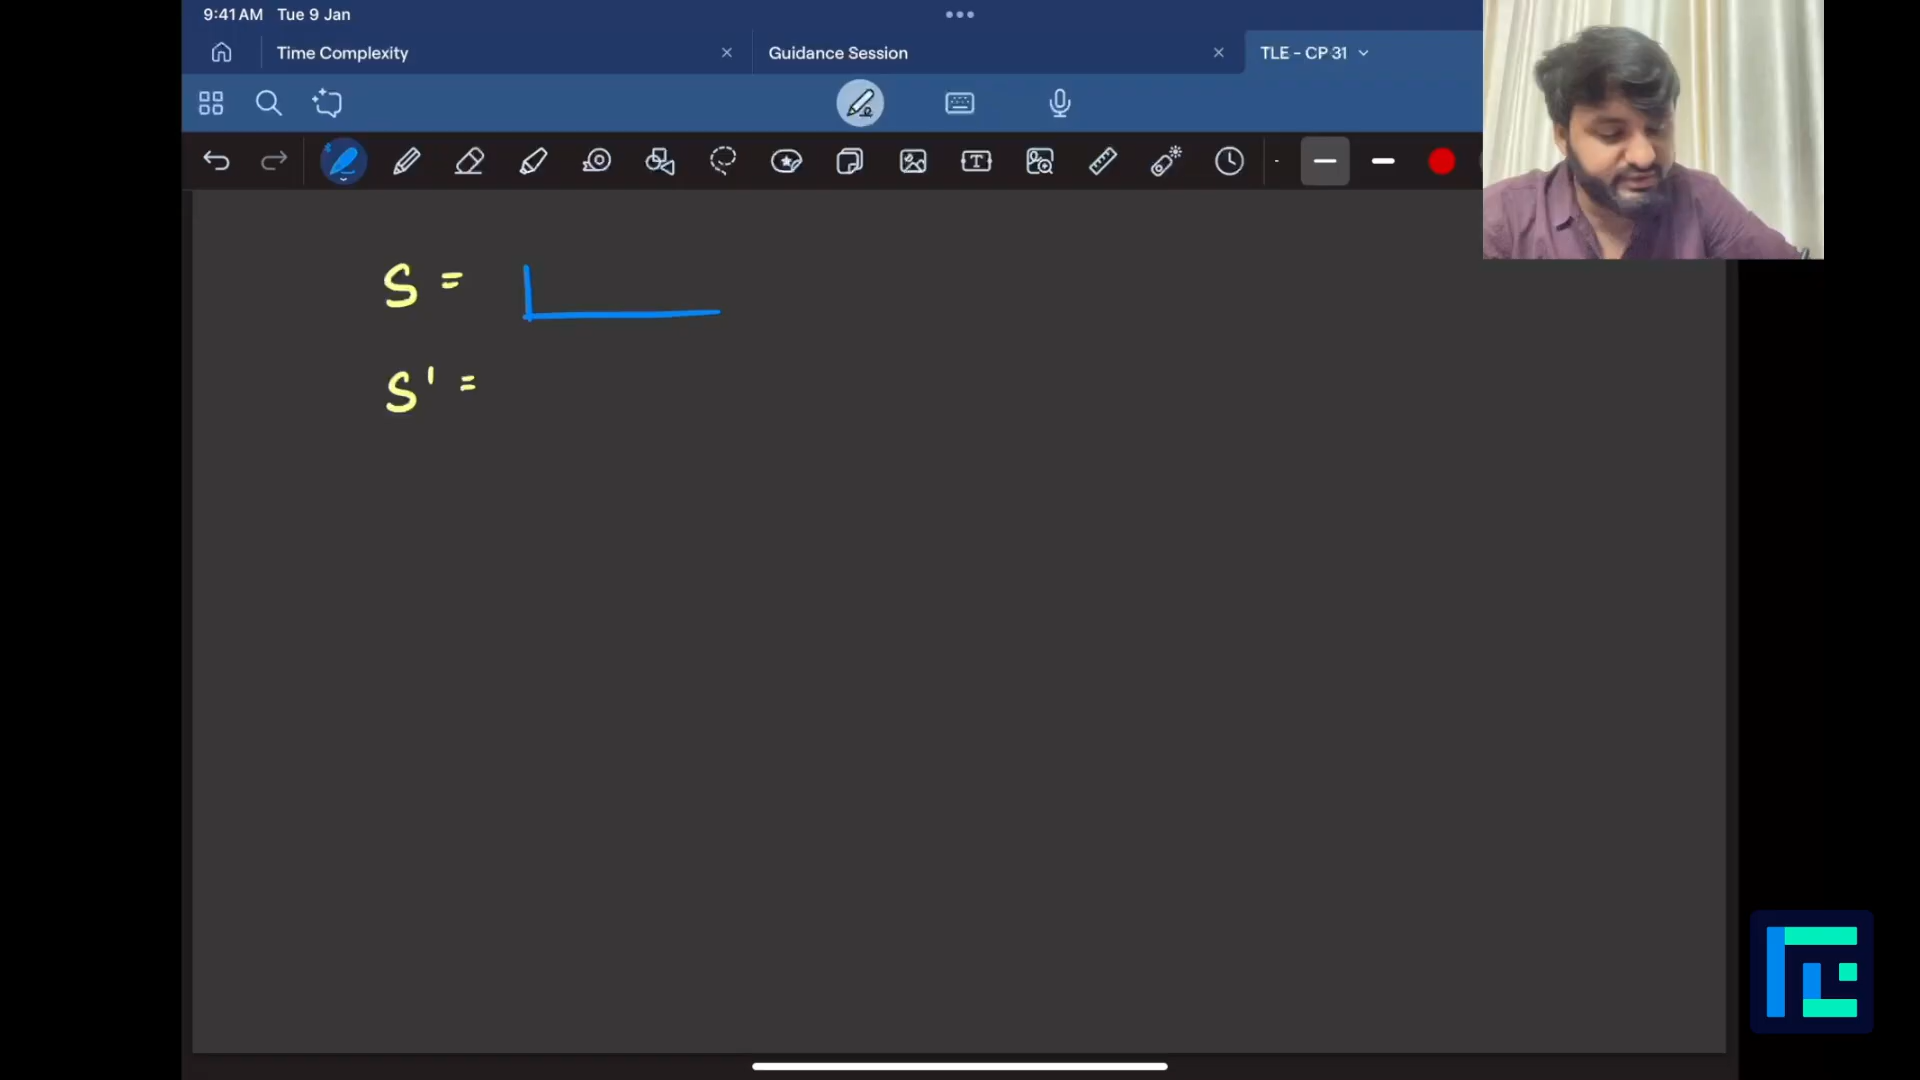 9:41 AM Tue 9 Jan
Time Complexity
Guidance Session
TLE - CP 31
S =
S' =